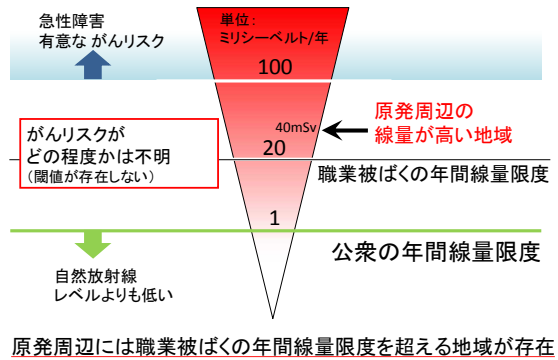 急性障害
有意な がんリスク
単位：
ミリシーベルト/年
100
40mSv
原発周辺の
線量が高い地域
がんリスクが
どの程度かは不明
（閾値が存在しない）
20
職業被ばくの年間線量限度
1
公衆の年間線量限度
自然放射線
レベルよりも低い
原発周辺には職業被ばくの年間線量限度を超える地域が存在